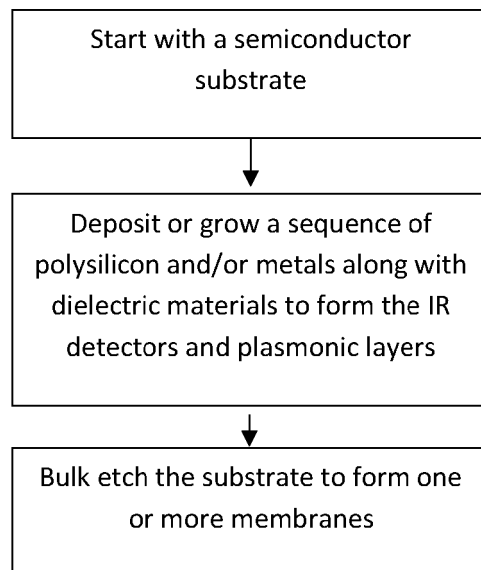 Start with a semiconductor
substrate
Deposit or grow a sequence of
polysilicon and/or metals along with
dielectric materials to form the IR
detectors and plasmonic layers
Bulk etch the substrate to form one
or more membranes